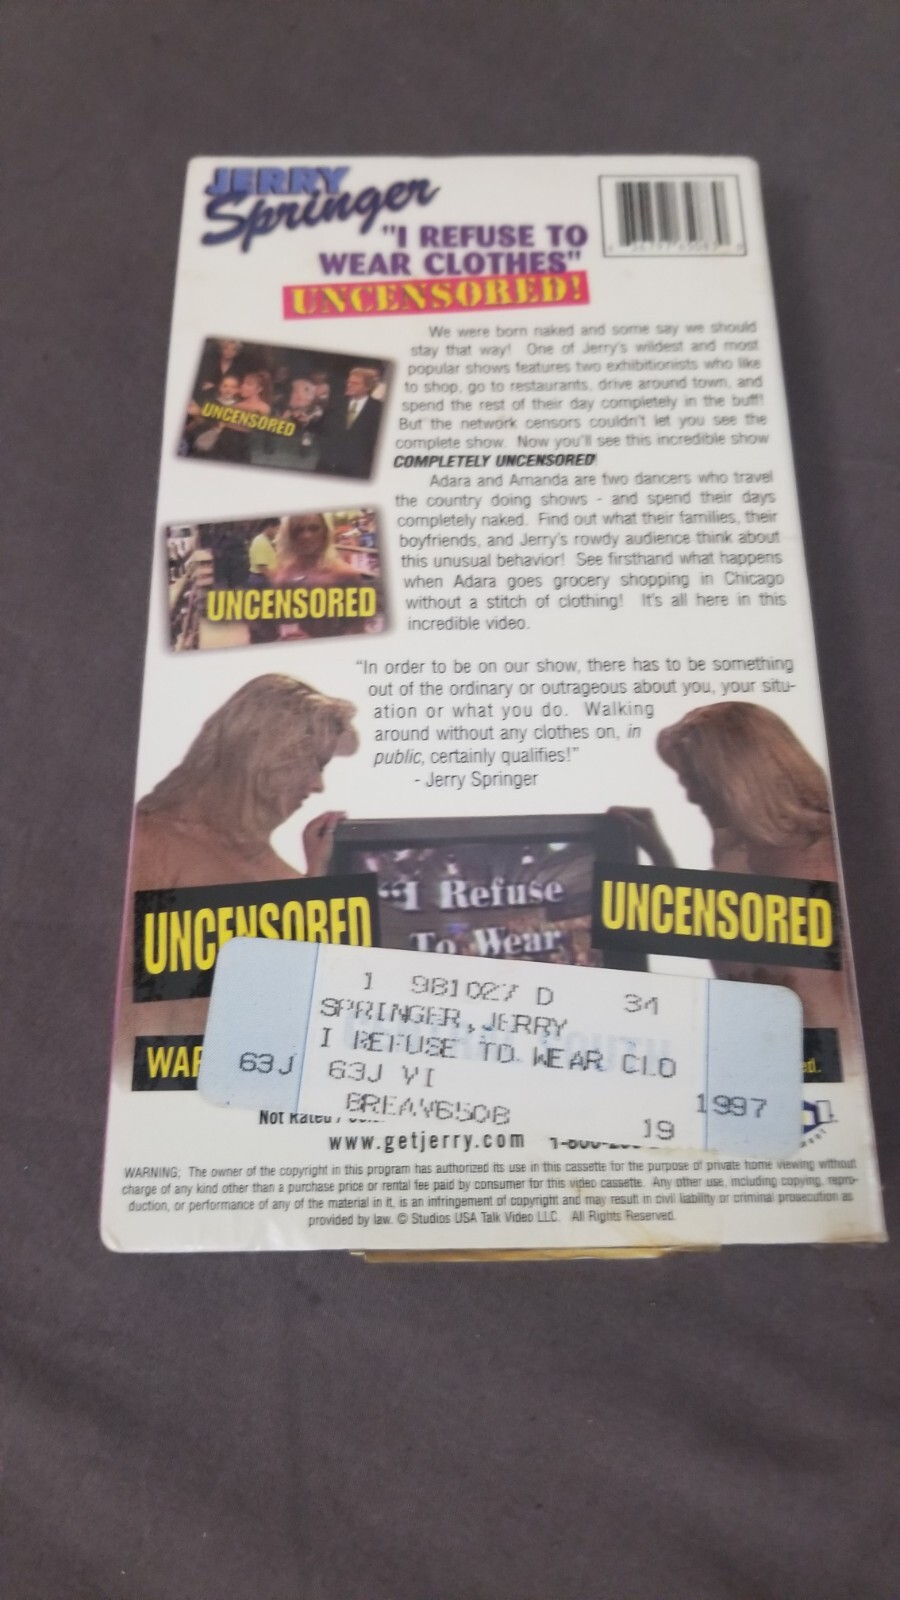 JERRY
Springer
"I REFUSE TO
WEAR CLOTHES"
UNCENSORED!
We were born naked and some say we should
stay that way! One of Jerry's wildest and most
popular shows features two exhibitionists who like
to shop, go to restaurants, drive around town, and
spend the rest of their day completely in the buff!
But the network censors couldn't let you see the
complete show. Now you'll see this incredible show
COMPLETELY UNCENSORED!
UNCENSORED
Adara and Amanda are two dancers who travel
the country doing shows - and spend their days
completely naked. Find out what their families, their
boyfriends, and Jerry's rowdy audience think about
this unusual behavior! See firsthand what happens
when Adara goes grocery shopping in Chicago
without a stitch of clothing! It's all here in this
incredible video.
UNCENSORED
"In order to be on our show, there has to be something
out of the ordinary or outrageous about you, your situ-
ation or what you do. Walking
around without any clothes on, in
public, certainly qualifies!"
- Jerry Springer
"I Refuse
To Wear
UNCENSORED
UNCENSORED
1 981027 D 34
SPRINGER, JERRY
I REFUSE TO WEAR CLO
63J
63J VI
BREAV650B
1997
19
WAR
Not Rated
www.getjerry.com
WARNING: The owner of the copyright in this program has authorized its use in this cassette for the purpose of private home viewing without
charge of any kind other than a purchase price or rental fee paid by consumer for this video cassette. Any other use, including copying, repro-
duction, or performance of any of the material in it, is an infringement of copyright and may result in civil liability or criminal prosecution as
provided by law. © Studios USA Talk Video LLC. All Rights Reserved.